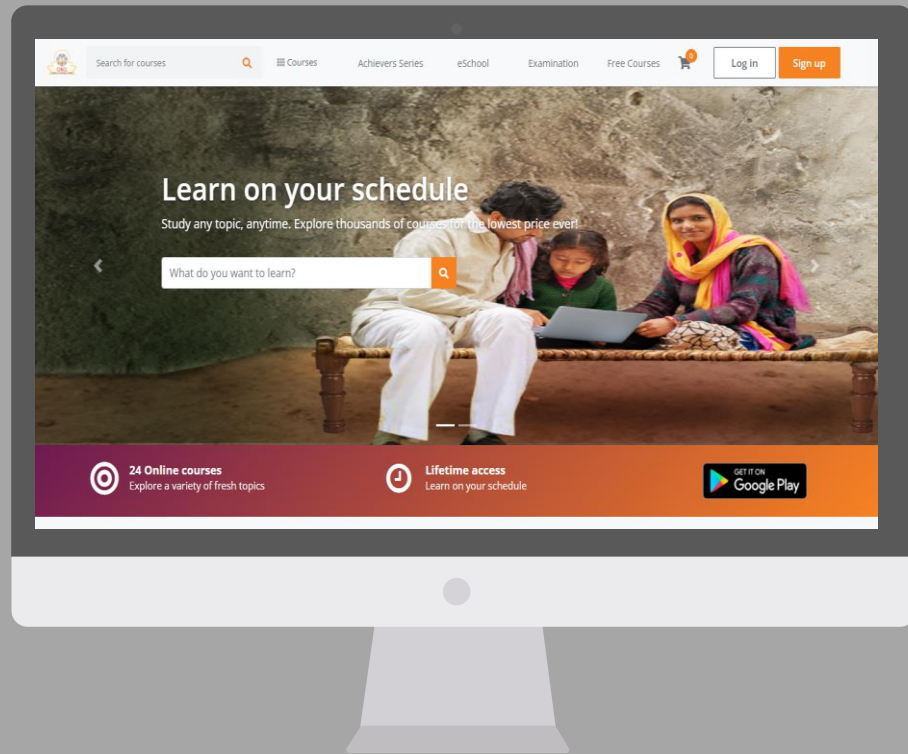 Search for courses
Courses
Achievers Series
eSchool
Examination
Free Courses
0
Log in
Sign up
Learn on your schedule
Study any topic, anytime. Explore thousands of courses for the lowest price ever!
What do you want to learn?
24 Online courses
Explore a variety of fresh topics
Lifetime access
Learn on your schedule
GET IT ON
Google Play